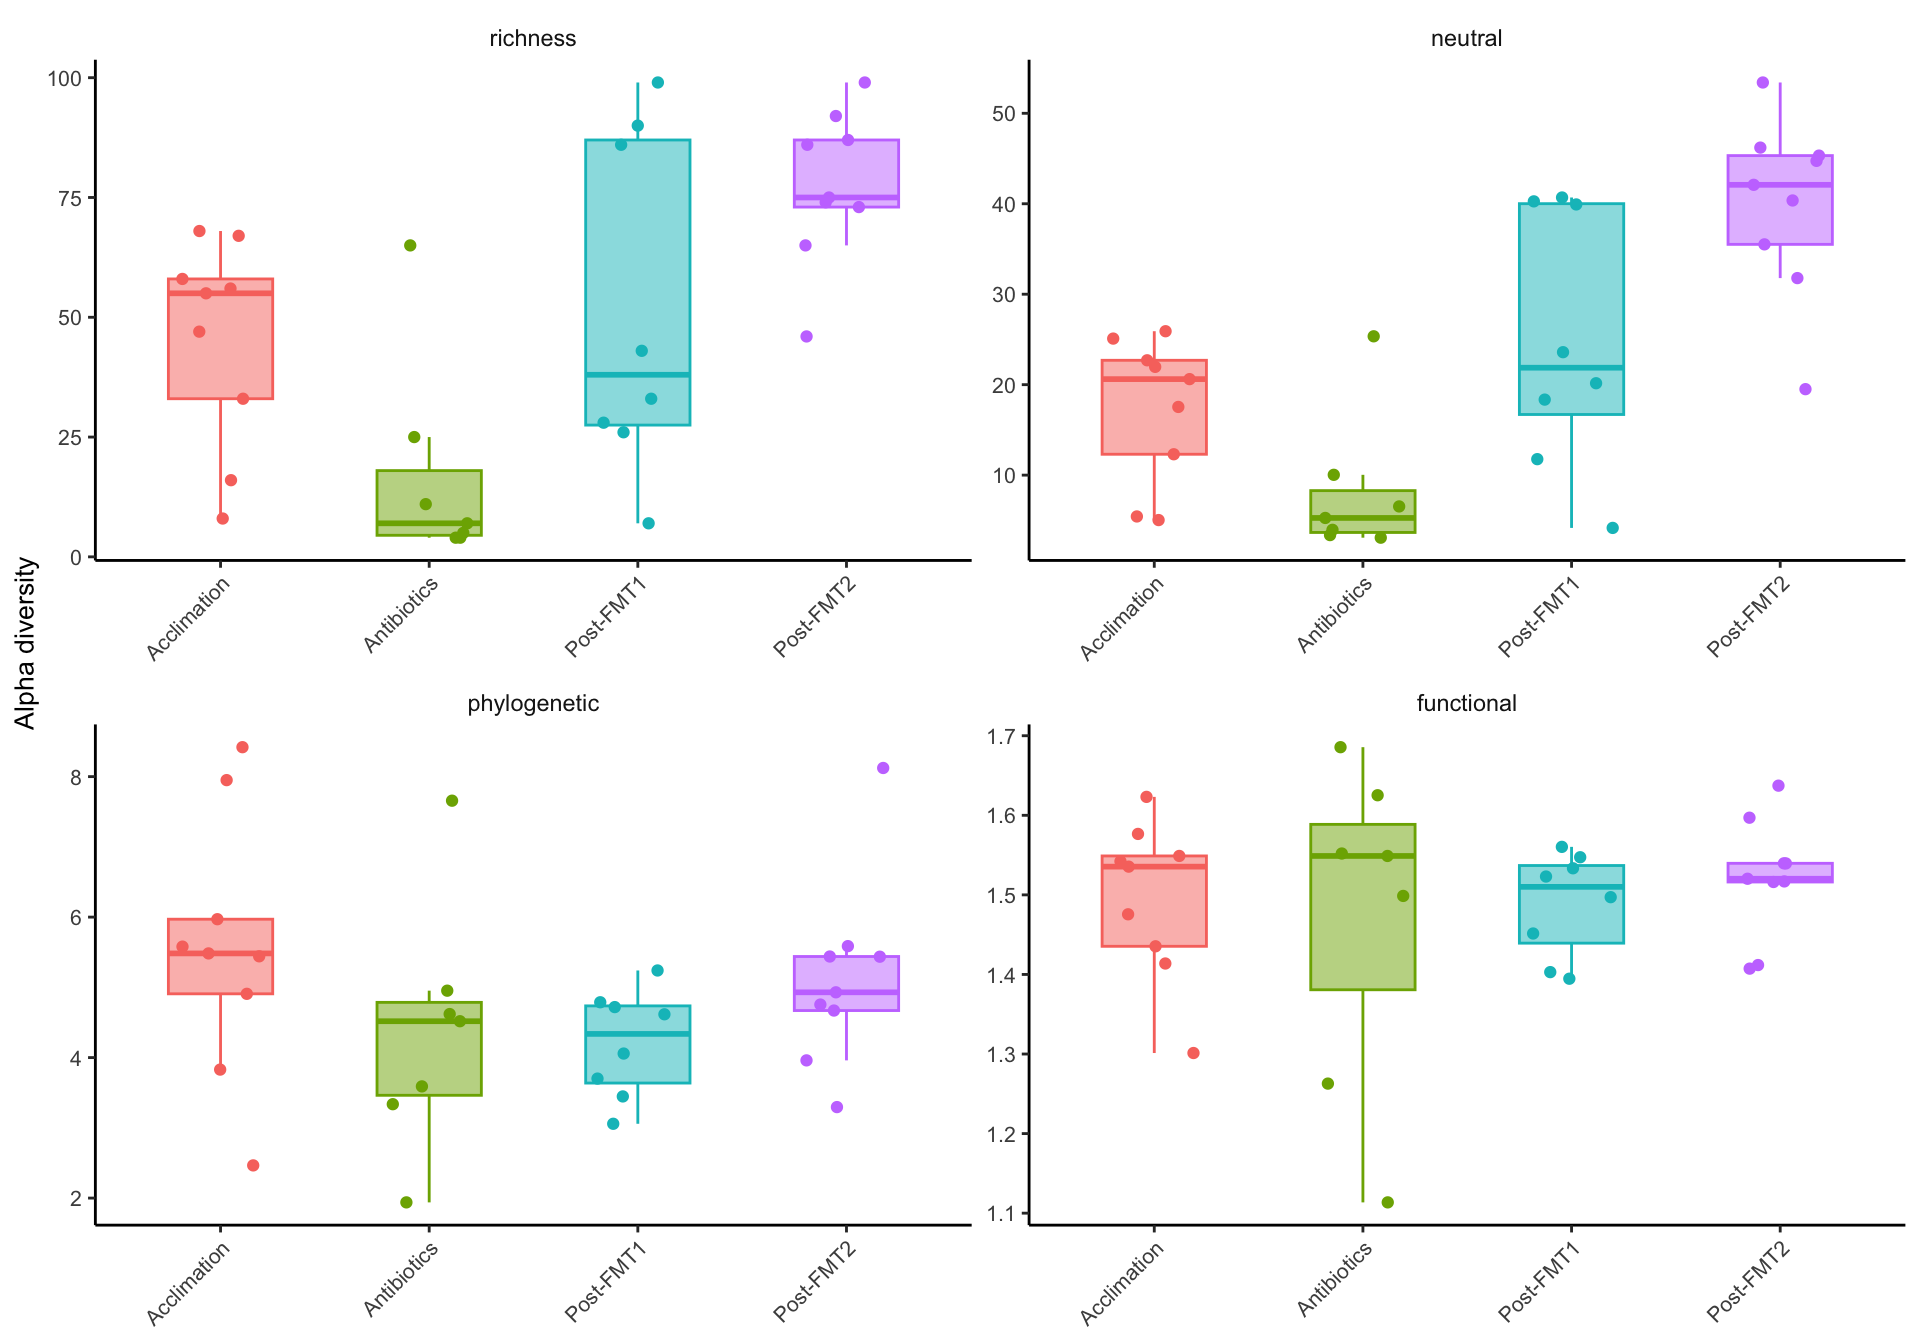 Alpha diversity
richness
100
75
50
25
0
Acclimation
Antibiotics
Post-FMT1
Post-FMT2
neutral
50
40
30
20
10
Acclimation
Antibiotics
Post-FMT1
Post-FMT2
phylogenetic
8
6
4
2
Acclimation
Antibiotics
Post-FMT1
Post-FMT2
functional
1.7
1.6
1.5
1.4
1.3
1.2
1.1
Acclimation
Antibiotics
Post-FMT1
Post-FMT2